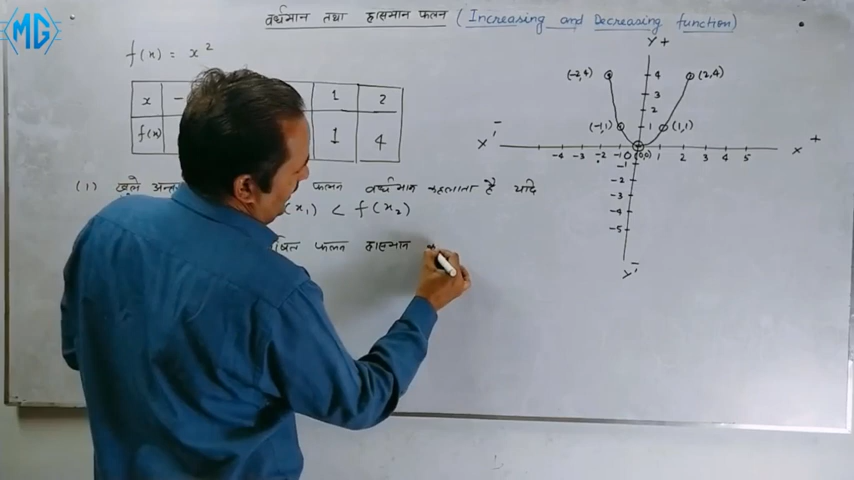 MG
वर्धमान तथा ह्रासमान फलन (Increasing and Decreasing function)
f(x) = x²
x - 1 2
f(x) 1 4
(1) खुले फलन वर्धमान कहलाता है यदि
(x₁) < f(x₂)
फलन ह्रासमान
y+
(-2,4) 4 (2,4)
3
2
(-1,1) 1 (1,1)
x⁻ -4 -3 -2 -1 0 (0,0) 1 2 3 4 5 x +
-1
-2
-3
-4
-5
y⁻